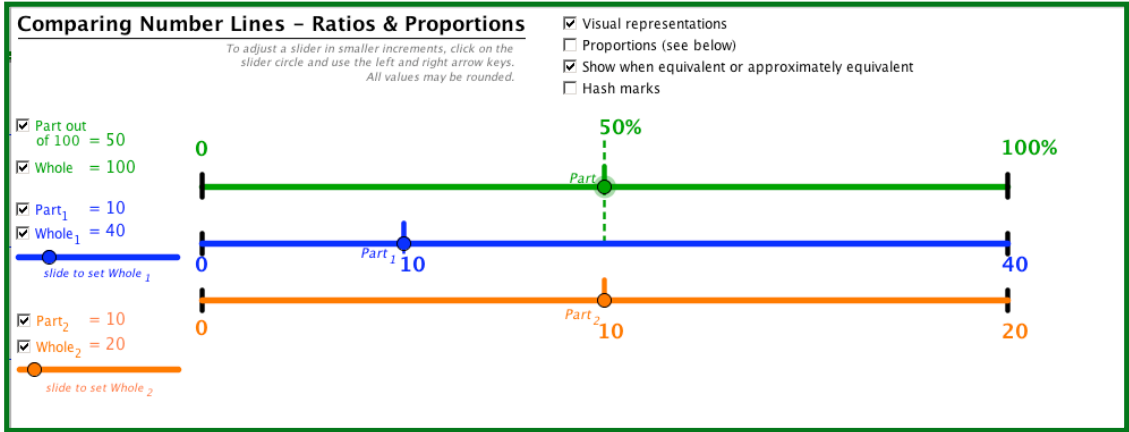 Comparing Number Lines – Ratios & Proportions
To adjust a slider in smaller increments, click on the
slider circle and use the left and right arrow keys.
All values may be rounded.
Visual representations
Proportions (see below)
Show when equivalent or approximately equivalent
Hash marks
Part out
of 100 = 50
Whole = 100
0
50%
100%
Part
Part1 = 10
Whole1 = 40
slide to set Whole 1
Part 1
0
10
40
Part2 = 10
Whole2 = 20
slide to set Whole 2
Part 2
0
10
20